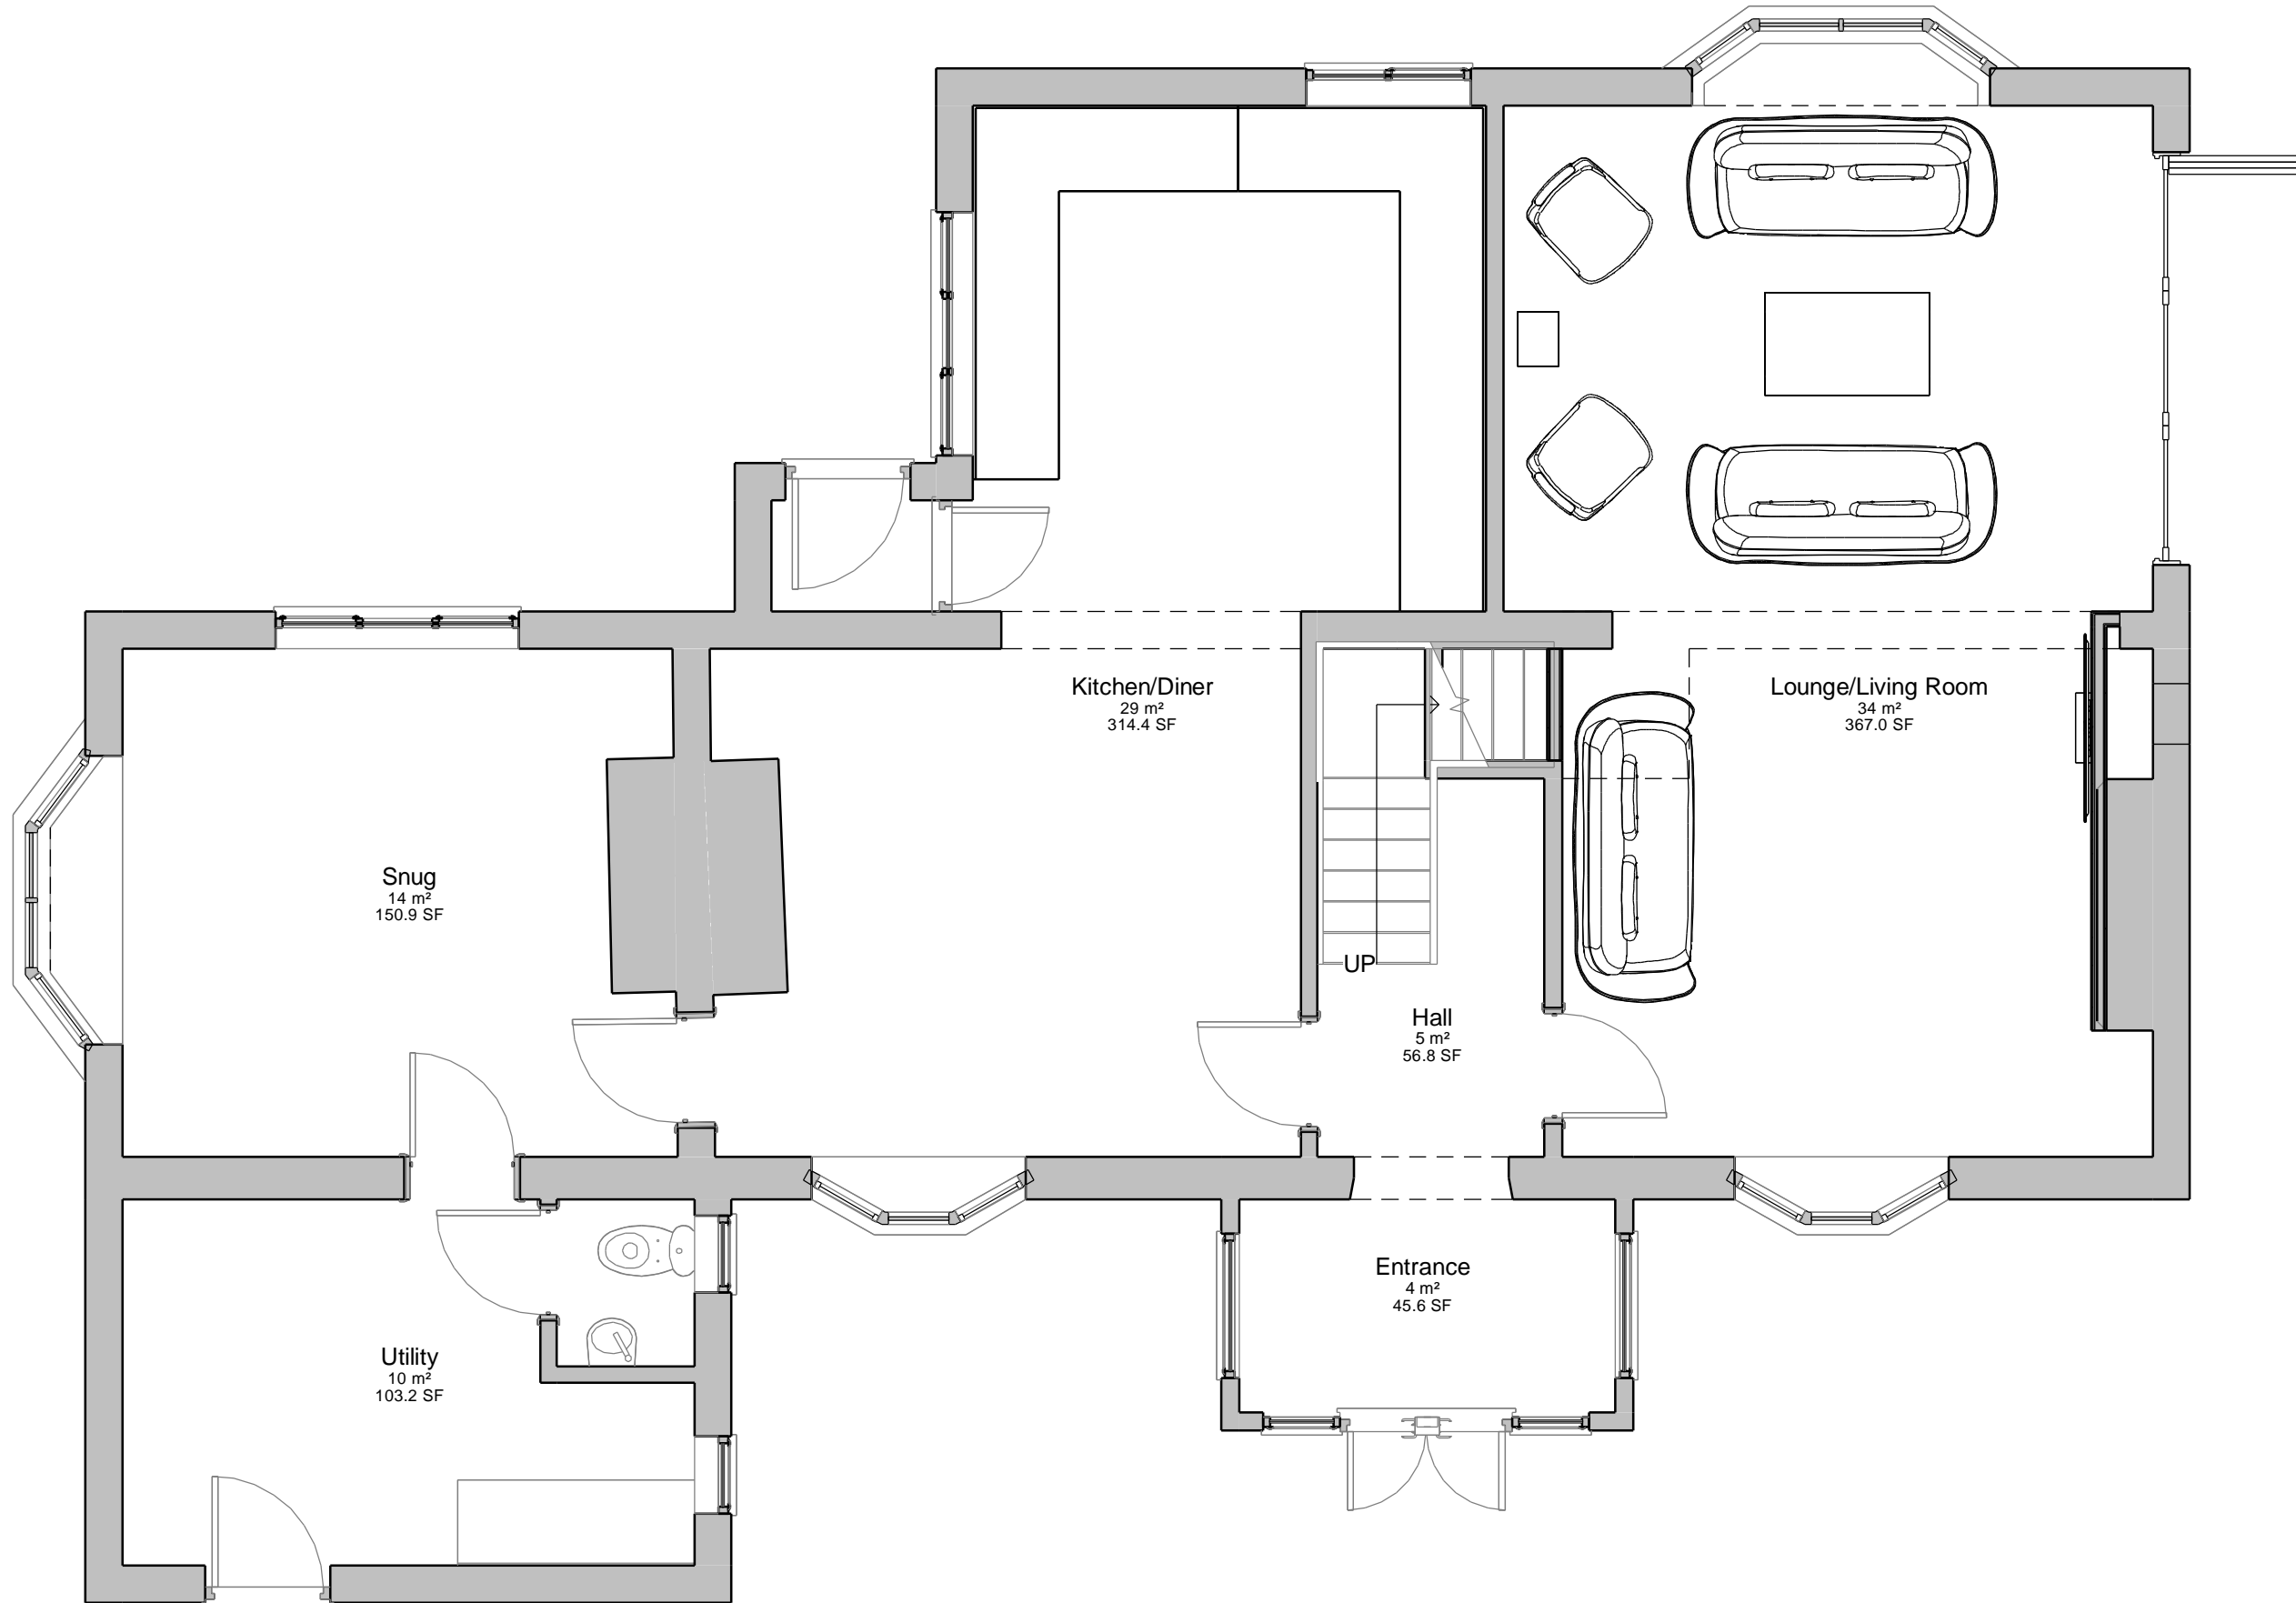 Kitchen/Diner
29 m²
314.4 SF
Lounge/Living Room
34 m²
367.0 SF
Snug
14 m²
150.9 SF
UP
Hall
5 m²
56.8 SF
Entrance
4 m²
45.6 SF
Utility
10 m²
103.2 SF